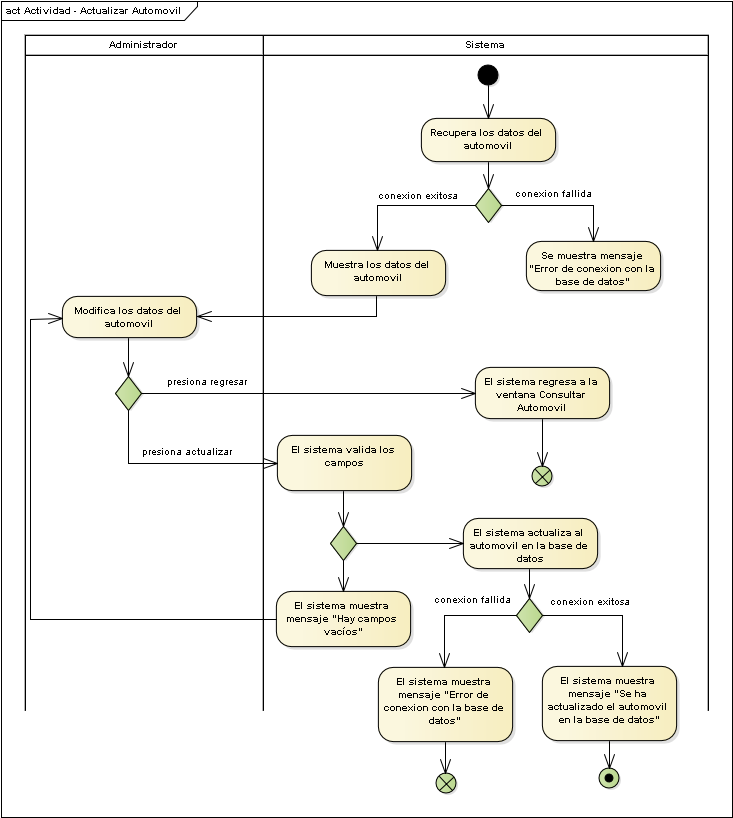 act Actividad - Actualizar Automovil
Administrador
Sistema
Recupera los datos del
automovil
conexion exitosa
conexion fallida
Muestra los datos del
automovil
Se muestra mensaje
"Error de conexion con la
base de datos"
Modifica los datos del
automovil
presiona regresar
El sistema regresa a la
ventana Consultar
Automovil
presiona actualizar
El sistema valida los
campos
El sistema actualiza al
automovil en la base de
datos
El sistema muestra
mensaje "Hay campos
vacíos"
conexion fallida
conexion exitosa
El sistema muestra
mensaje "Error de
conexion con la base de
datos"
El sistema muestra
mensaje "Se ha
actualizado el automovil
en la base de datos"